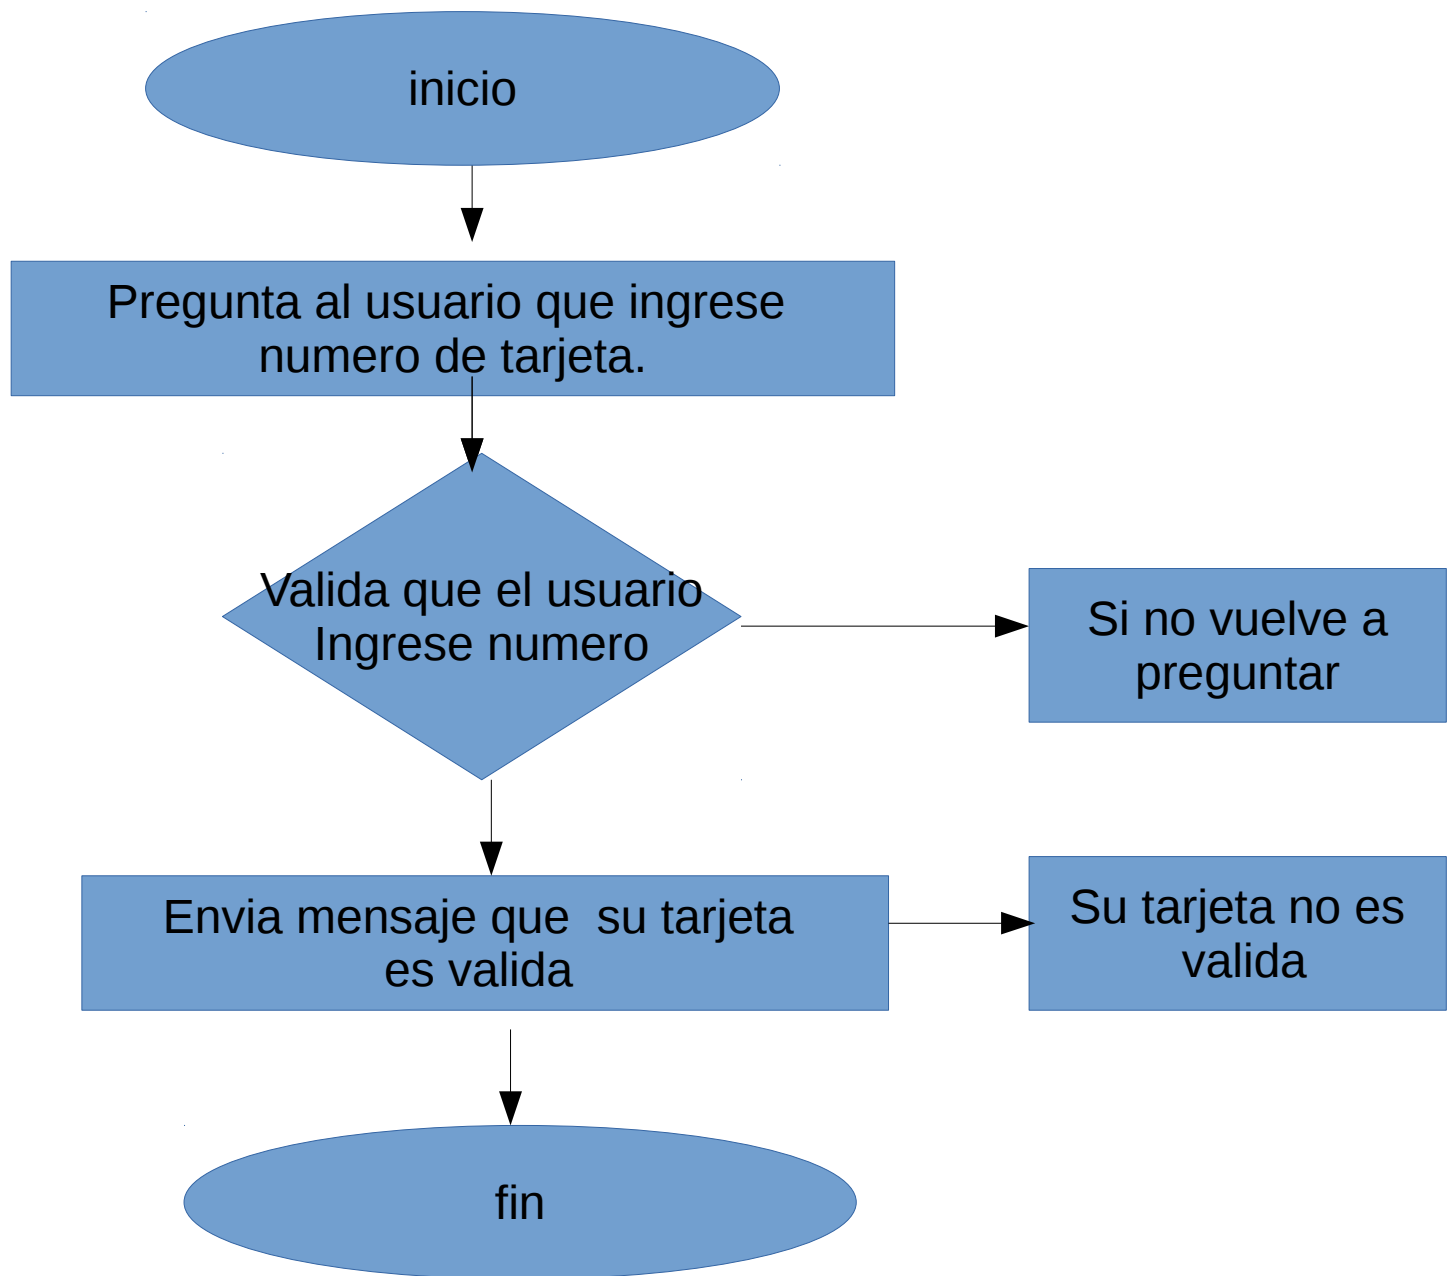 inicio
Pregunta al usuario que ingrese
numero de tarjeta.
Valida que el usuario
Ingrese numero
Si no vuelve a
preguntar
Envia mensaje que  su tarjeta
es valida
Su tarjeta no es
valida
fin